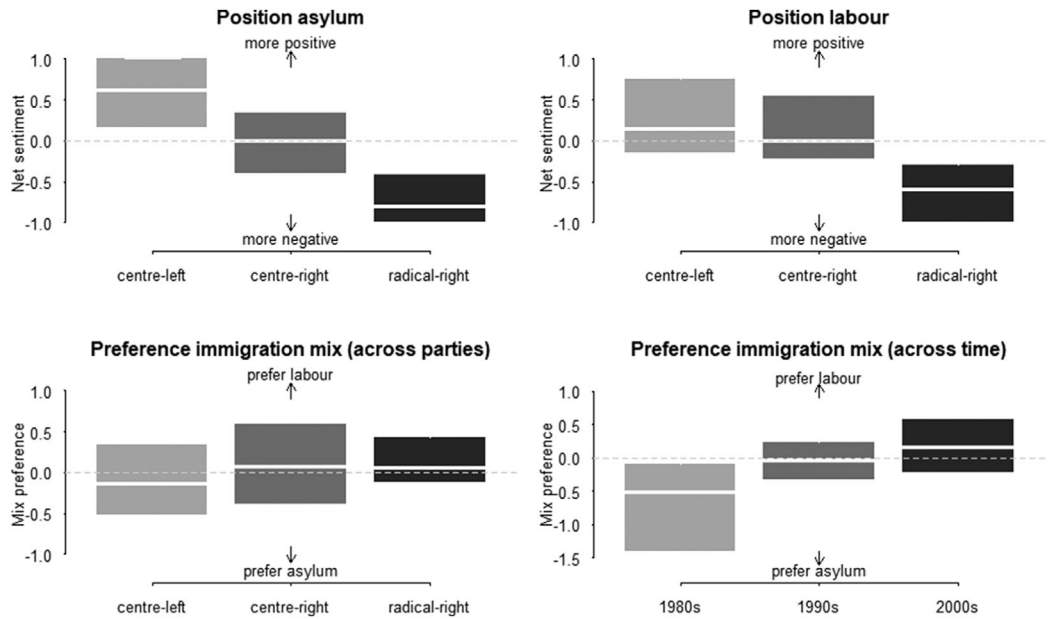 Position asylum
more positive
Net sentiment
1.0
0.5
0.0
-0.5
-1.0
more negative
centre-left centre-right radical-right
Position labour
more positive
Net sentiment
1.0
0.5
0.0
-0.5
-1.0
more negative
centre-left centre-right radical-right
Preference immigration mix (across parties)
prefer labour
Mix preference
1.0
0.5
0.0
-0.5
-1.0
prefer asylum
centre-left centre-right radical-right
Preference immigration mix (across time)
prefer labour
Mix preference
1.0
0.5
0.0
-0.5
-1.0
-1.5
prefer asylum
1980s 1990s 2000s